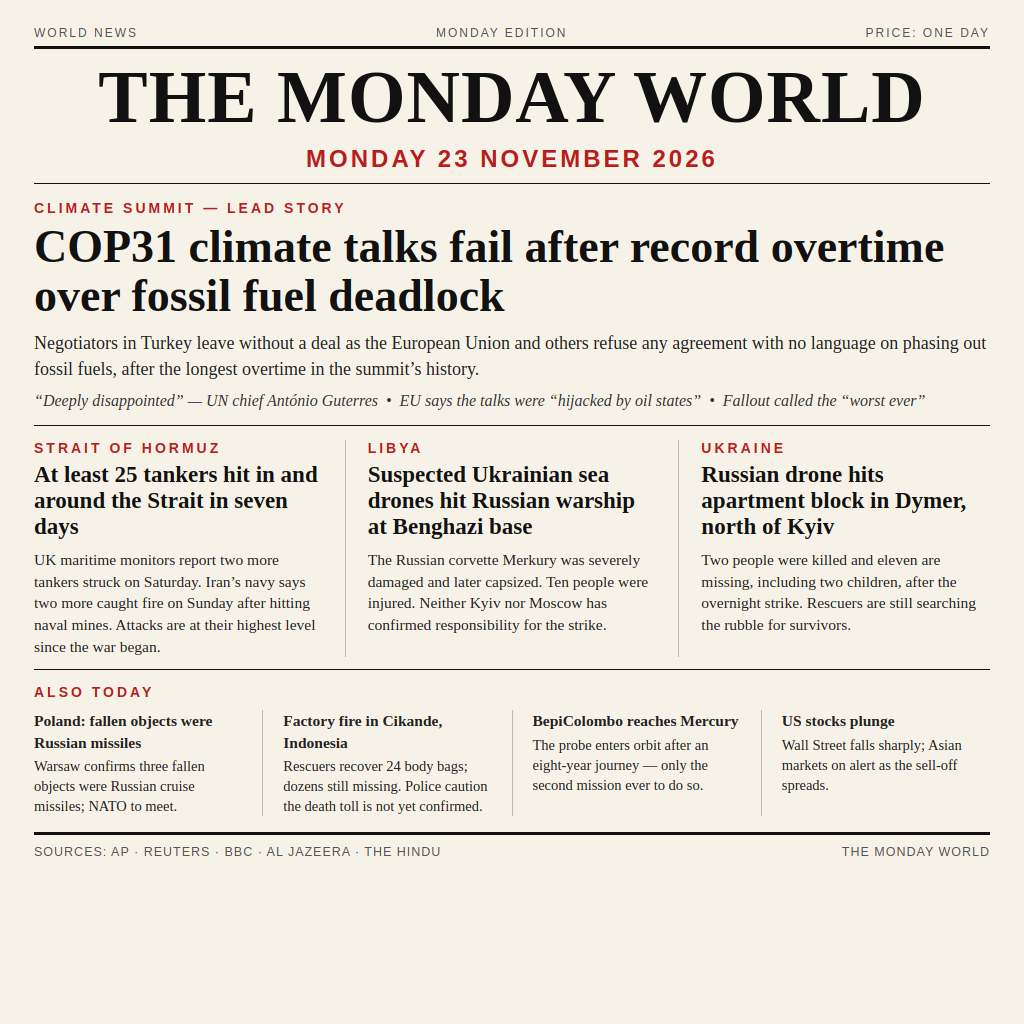 WORLD NEWS
MONDAY EDITION
PRICE: ONE DAY
THE MONDAY WORLD
MONDAY 23 NOVEMBER 2026
CLIMATE SUMMIT — LEAD STORY
COP31 climate talks fail after record overtime
over fossil fuel deadlock
Negotiators in Turkey leave without a deal as the European Union and others refuse any agreement with no language on phasing out
fossil fuels, after the longest overtime in the summit’s history.
“Deeply disappointed” — UN chief António Guterres • EU says the talks were “hijacked by oil states” • Fallout called the “worst ever”
STRAIT OF HORMUZ
At least 25 tankers hit in and
around the Strait in seven
days
UK maritime monitors report two more
tankers struck on Saturday. Iran’s navy says
two more caught fire on Sunday after hitting
naval mines. Attacks are at their highest level
since the war began.
LIBYA
Suspected Ukrainian sea
drones hit Russian warship
at Benghazi base
The Russian corvette Merkury was severely
damaged and later capsized. Ten people were
injured. Neither Kyiv nor Moscow has
confirmed responsibility for the strike.
UKRAINE
Russian drone hits
apartment block in Dymer,
north of Kyiv
Two people were killed and eleven are
missing, including two children, after the
overnight strike. Rescuers are still searching
the rubble for survivors.
ALSO TODAY
Poland: fallen objects were
Russian missiles
Warsaw confirms three fallen
objects were Russian cruise
missiles; NATO to meet.
Factory fire in Cikande,
Indonesia
Rescuers recover 24 body bags;
dozens still missing. Police caution
the death toll is not yet confirmed.
BepiColombo reaches Mercury
The probe enters orbit after an
eight-year journey — only the
second mission ever to do so.
US stocks plunge
Wall Street falls sharply; Asian
markets on alert as the sell-off
spreads.
SOURCES: AP · REUTERS · BBC · AL JAZEERA · THE HINDU
THE MONDAY WORLD